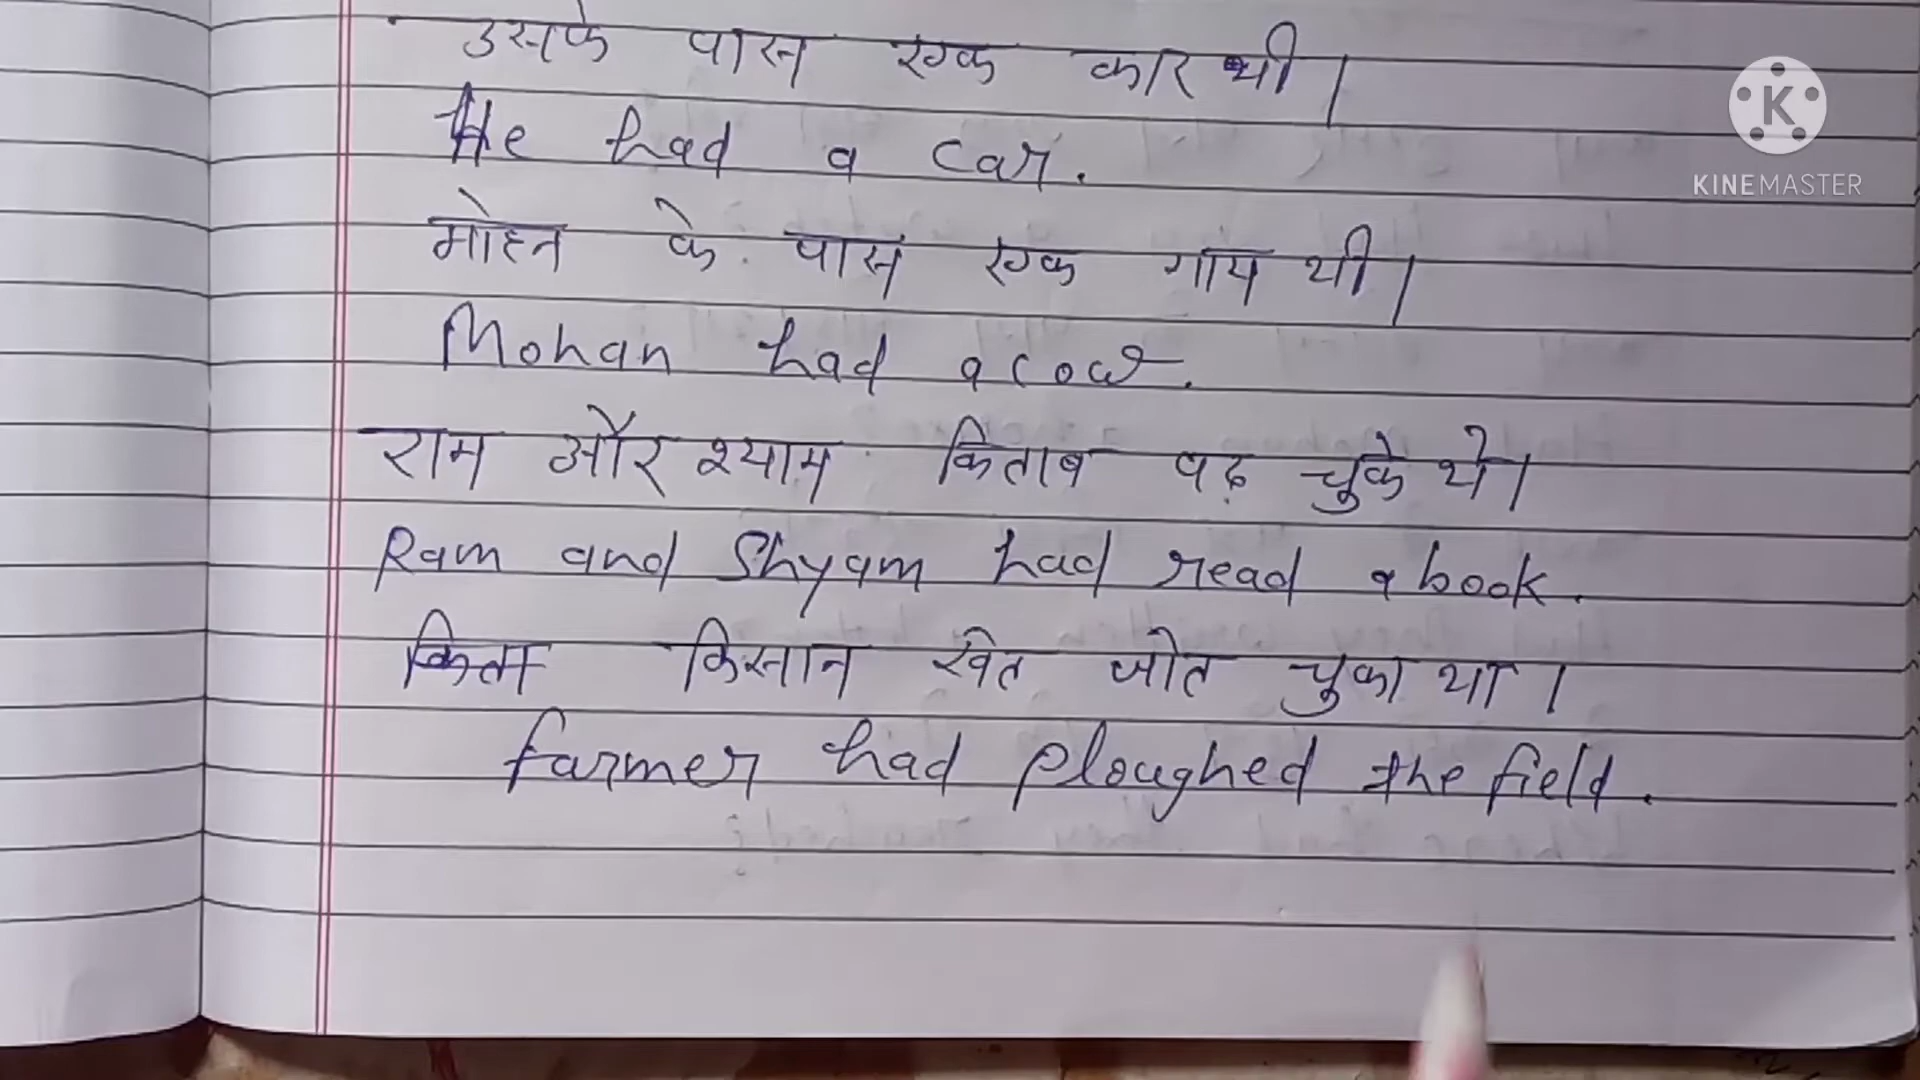 उसके पास एक कार थी।
He had a car.
मोहन के पास एक गाय थी।
Mohan had a cow.
राम और श्याम किताब पढ़ चुके थे।
Ram and Shyam had read a book.
किसान खेत जोत चुका था।
farmer had ploughed the field.
K
KINEMASTER